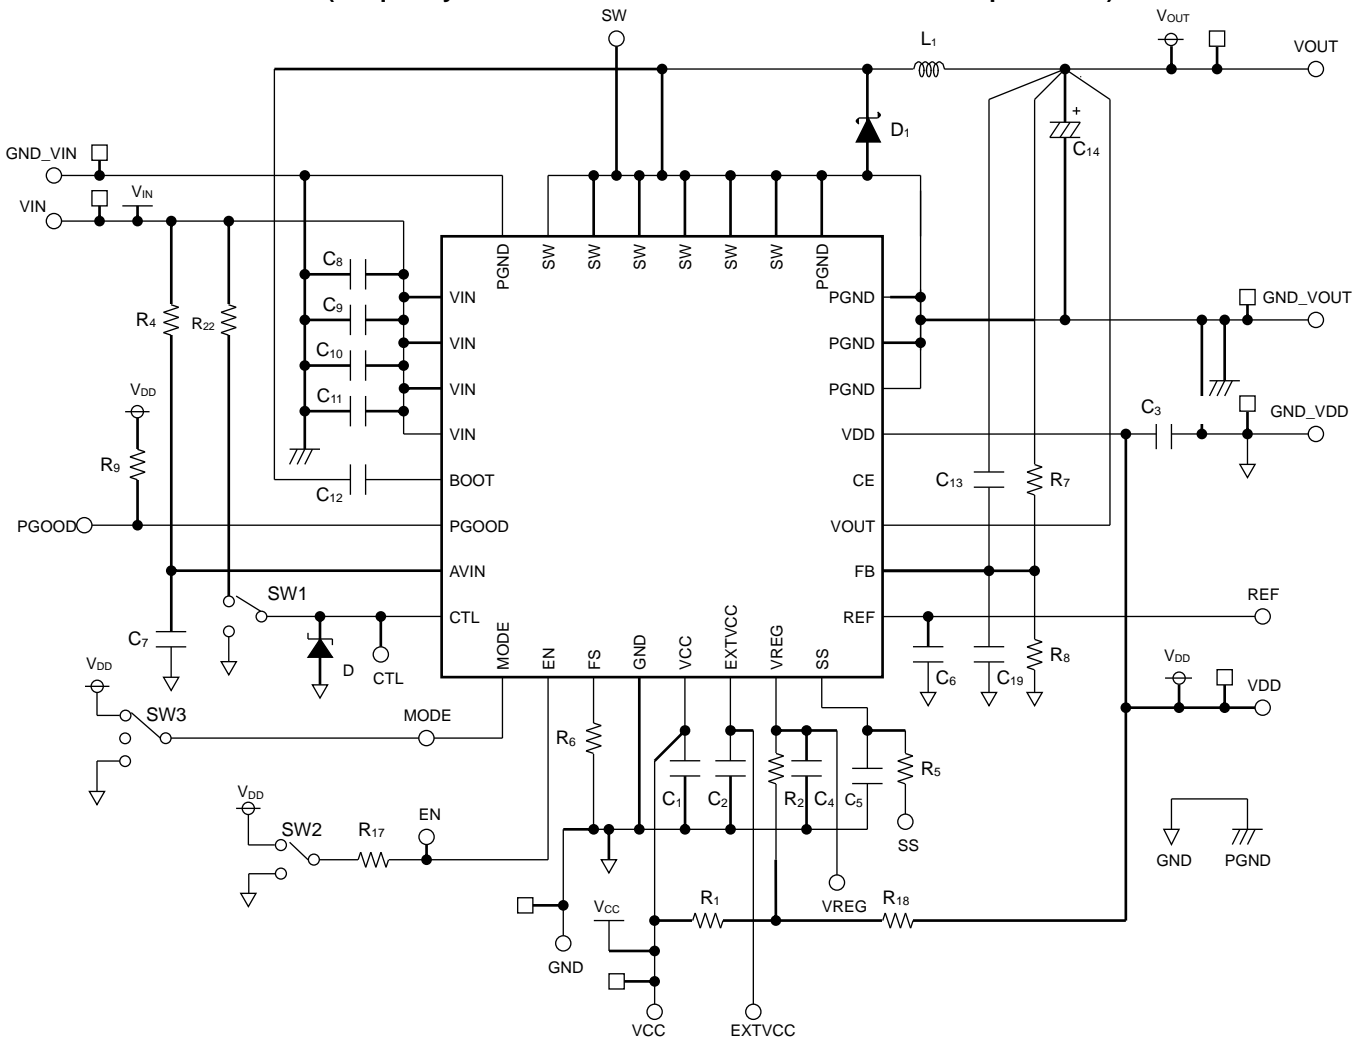 SW
L1
VOUT
VOUT
D1
C14
+
GND_VIN
VIN
VIN
PGND
SW
SW
SW
SW
SW
SW
PGND
C8
C9
C10
C11
C12
R4
R22
VDD
R9
PGOOD
VIN
VIN
VIN
VIN
BOOT
PGOOD
AVIN
CTL
PGND
PGND
PGND
VDD
CE
VOUT
FB
REF
GND_VOUT
C3
GND_VDD
C13
R7
SW1
C7
D
CTL
MODE
EN
FS
GND
VCC
EXTVCC
VREG
SS
REF
C6
C19
R8
VDD
VDD
VDD
SW3
MODE
R6
C1
C2
R2
C4
C5
R5
SS
VDD
SW2
R17
EN
GND
PGND
VREG
VCC
R1
R18
GND
VCC
EXTVCC